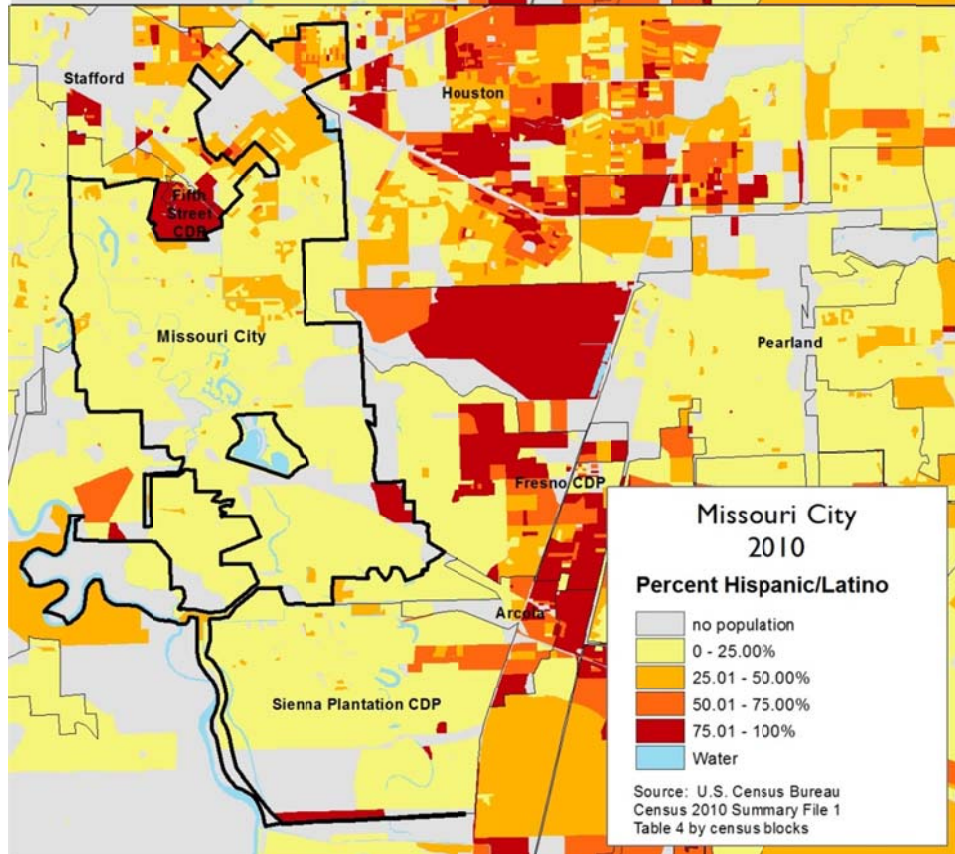 Stafford
Houston
Fifth
Street
CDP
Missouri City
Pearland
Fresno CDP
Arcola
Sienna Plantation CDP
Missouri City
2010
Percent Hispanic/Latino
no population
0 - 25.00%
25.01 - 50.00%
50.01 - 75.00%
75.01 - 100%
Water
Source: U.S. Census Bureau
Census 2010 Summary File 1
Table 4 by census blocks